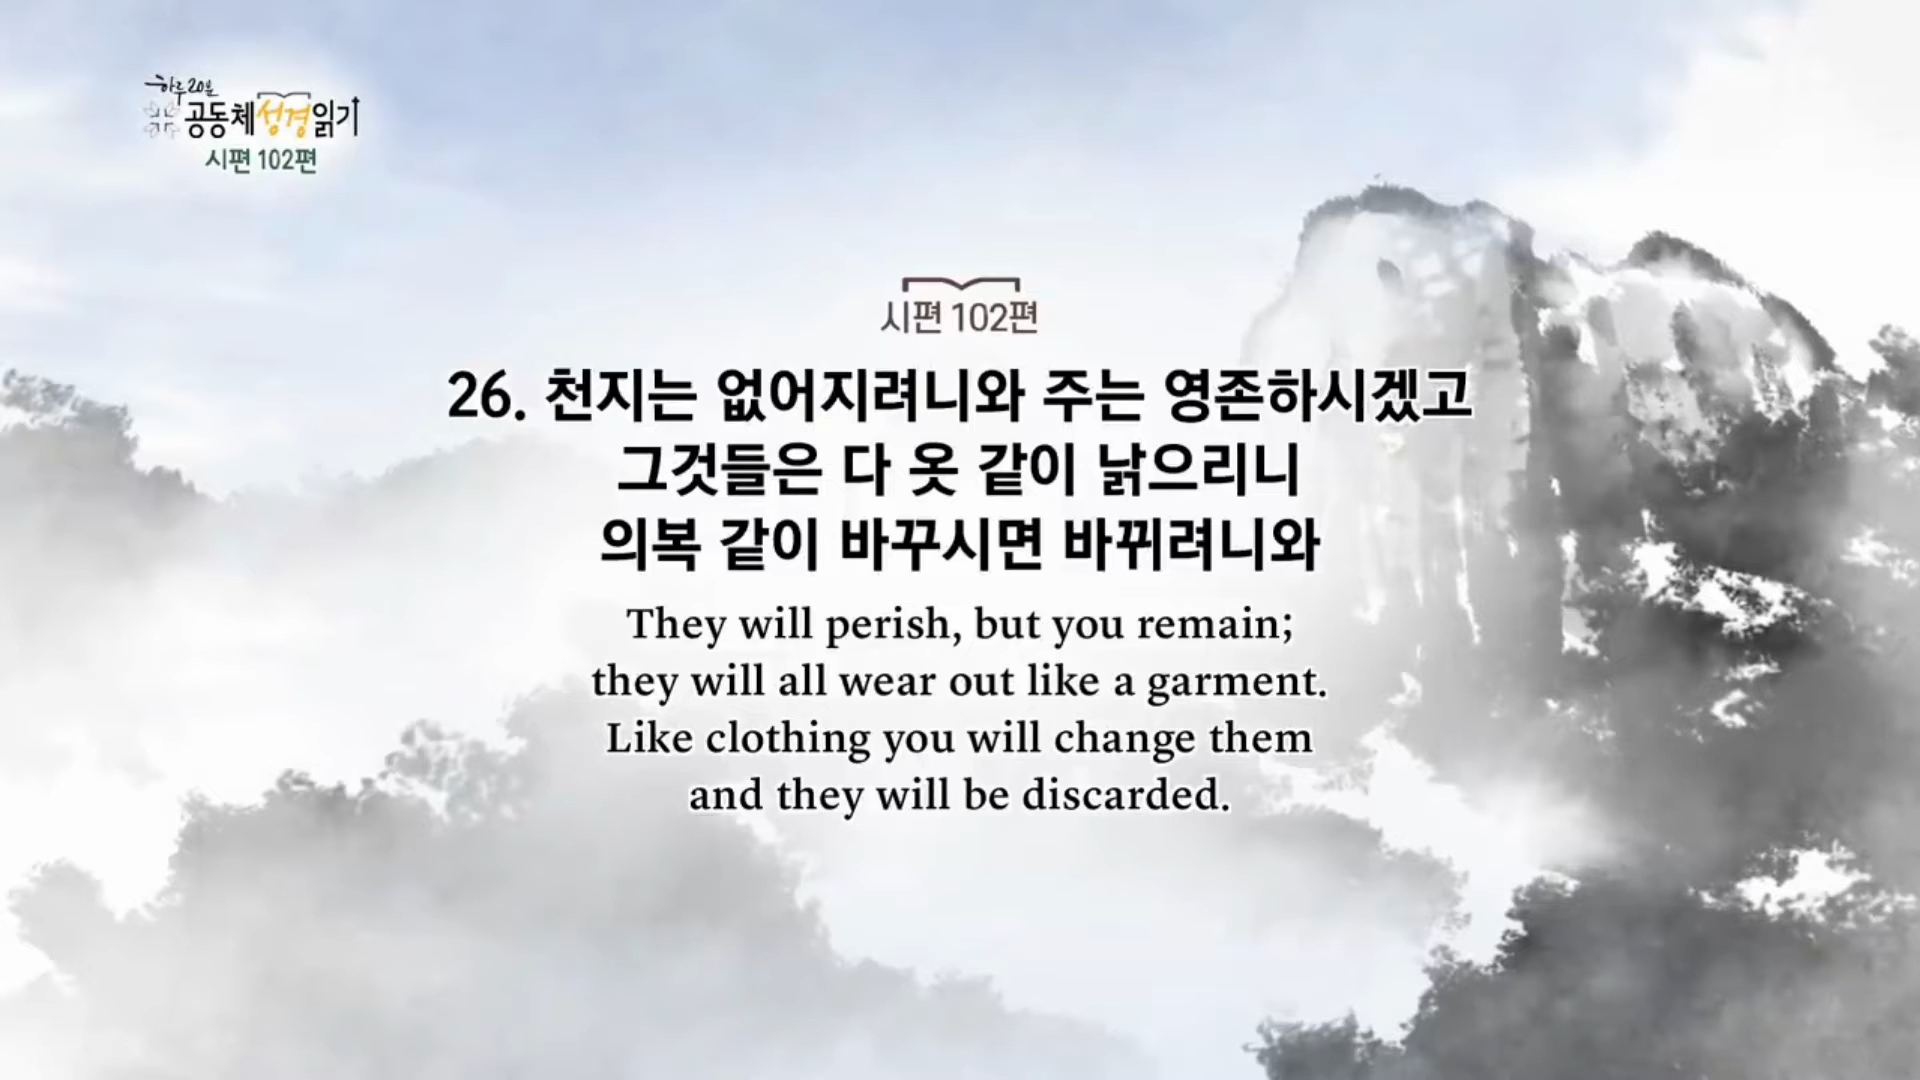 하루 20분
공동체성경읽기
시편 102편
시편 102편
26. 천지는 없어지려니와 주는 영존하시겠고
그것들은 다 옷 같이 낡으리니
의복 같이 바꾸시면 바뀌려니와
They will perish, but you remain;
they will all wear out like a garment.
Like clothing you will change them
and they will be discarded.